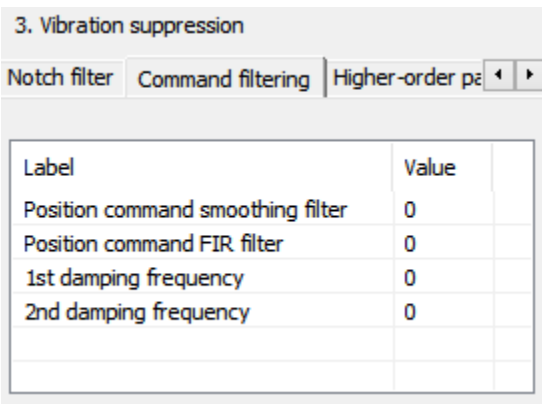 3. Vibration suppression
Notch filter Command filtering Higher-order pa
Label Value
Position command smoothing filter 0
Position command FIR filter 0
1st damping frequency 0
2nd damping frequency 0